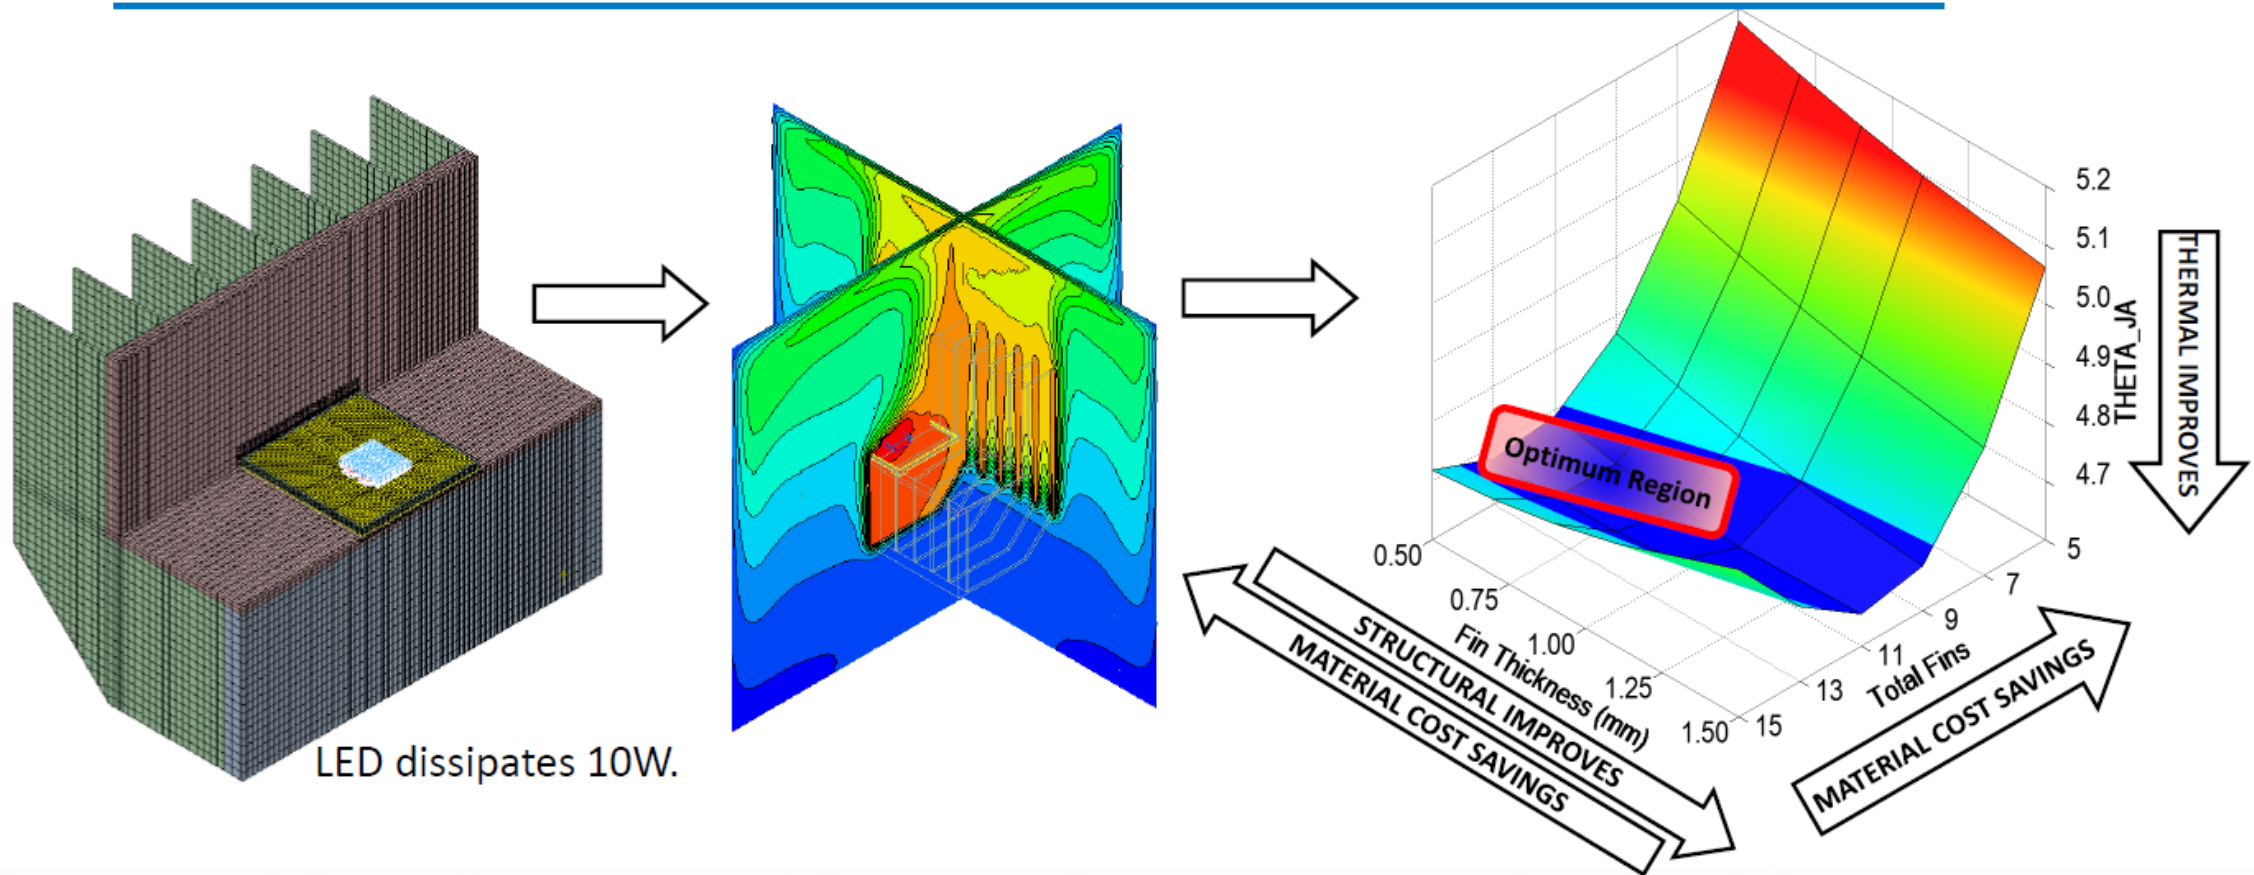 LED dissipates 10W.
5.2
5.1
5.0
4.9
4.8
4.7
THETA_JA
THERMAL IMPROVES
Optimum Region
0.50
0.75
1.00
1.25
1.50
Fin Thickness (mm)
5
7
9
11
13
15
Total Fins
STRUCTURAL IMPROVES
MATERIAL COST SAVINGS
MATERIAL COST SAVINGS